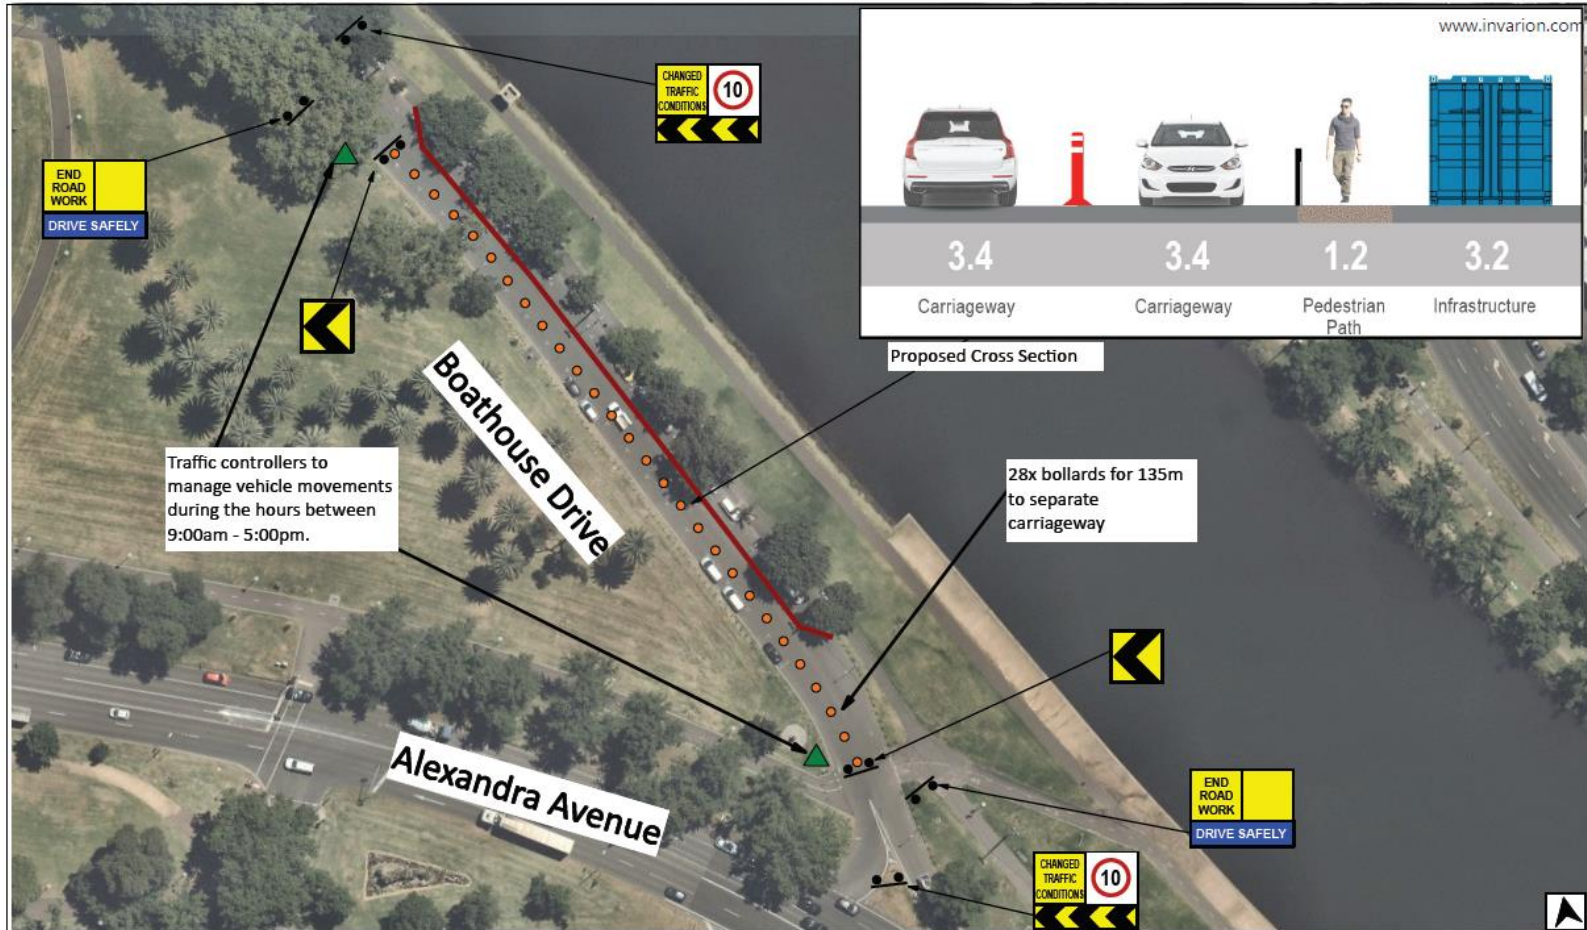 www.invarion.com
CHANGED
TRAFFIC
CONDITIONS
10
END
ROAD
WORK
DRIVE SAFELY
3.4
3.4
1.2
3.2
Carriageway
Carriageway
Pedestrian
Path
Infrastructure
Proposed Cross Section
Boathouse Drive
Traffic controllers to
manage vehicle movements
during the hours between
9:00am - 5:00pm.
28x bollards for 135m
to separate
carriageway
Alexandra Avenue
END
ROAD
WORK
DRIVE SAFELY
CHANGED
TRAFFIC
CONDITIONS
10